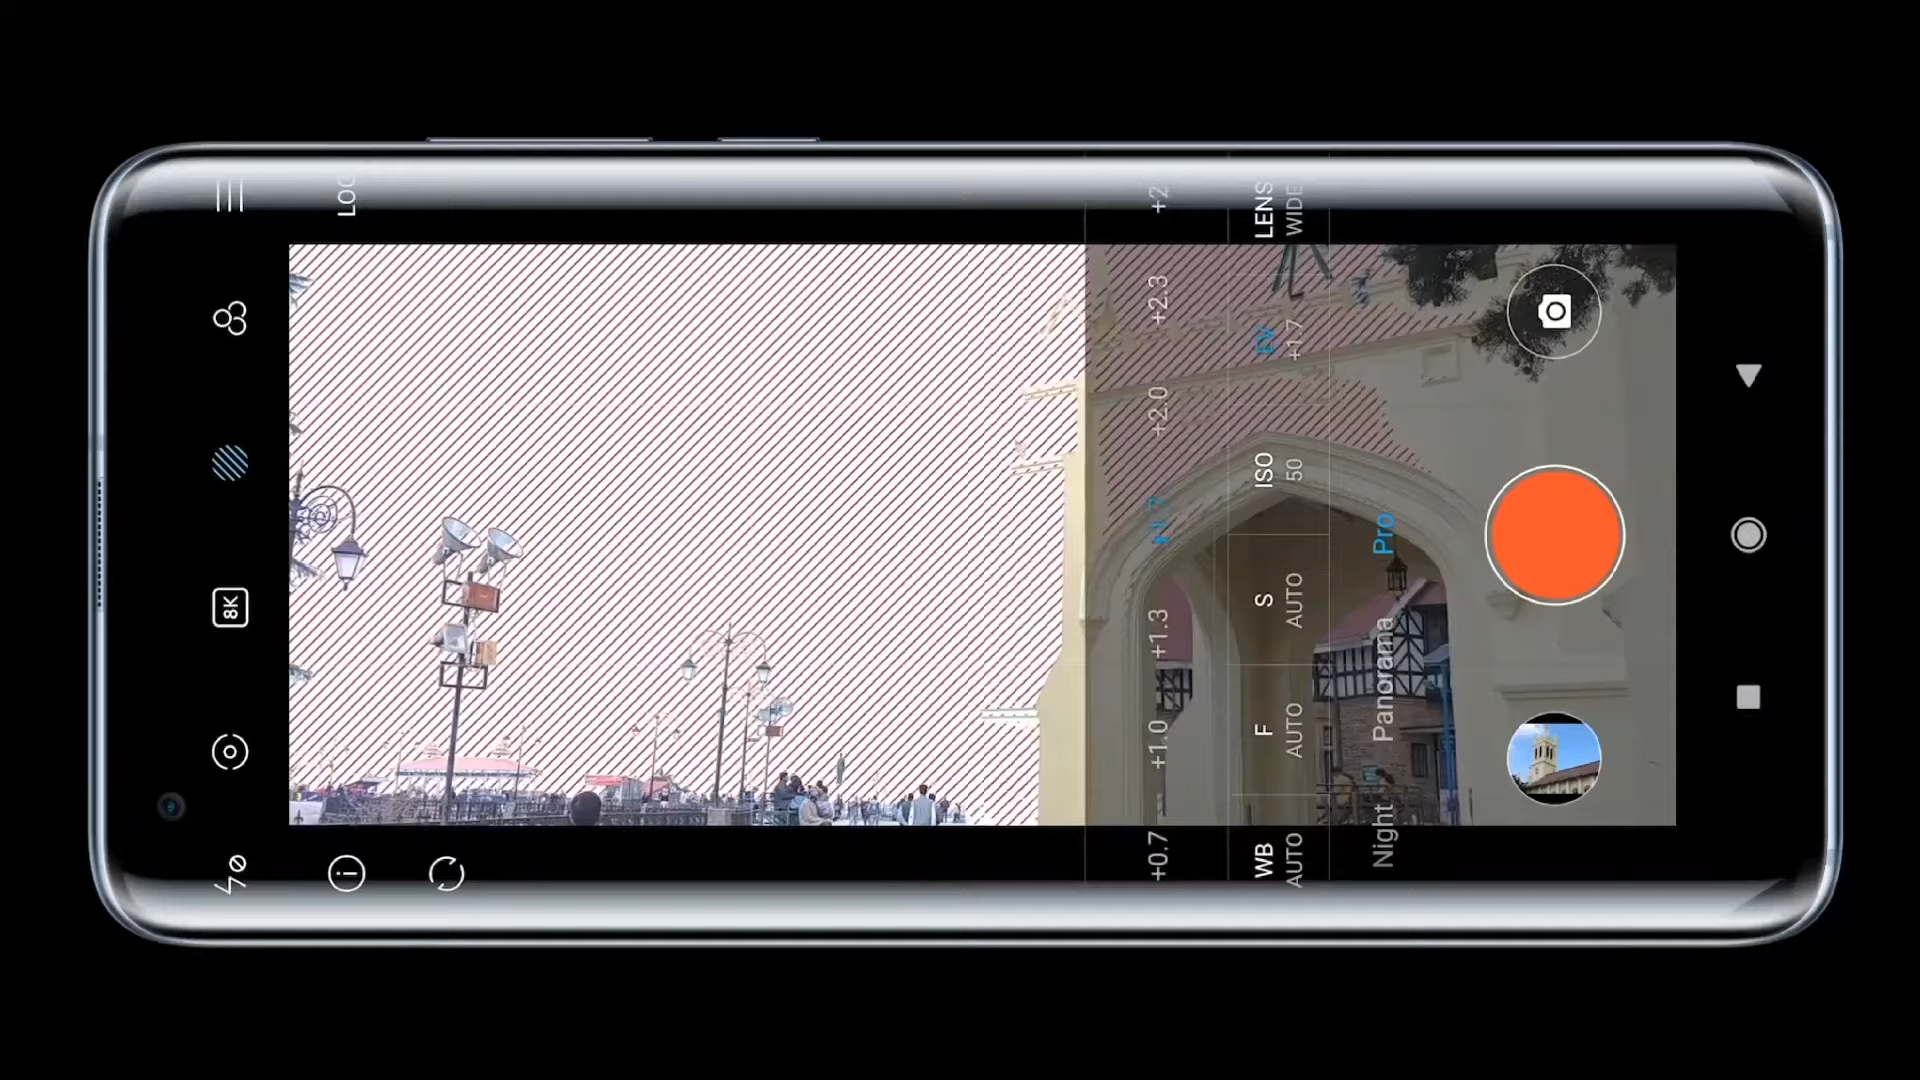 LOG
8K
+2
+2.3
+2.0
+1.7
+1.3
+1.0
+0.7
LENS
WIDE
EV
+1.7
ISO
50
S
AUTO
F
AUTO
WB
AUTO
Pro
Panorama
Night